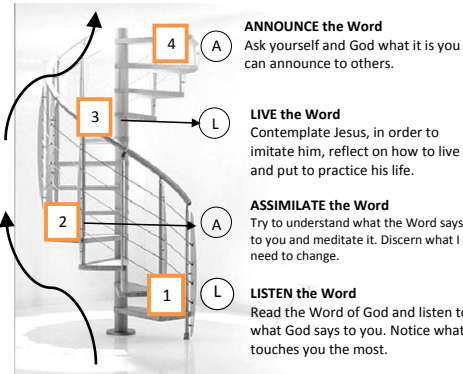 4
A
ANNOUNCE the Word
Ask yourself and God what it is you
can announce to others.
3
L
LIVE the Word
Contemplate Jesus, in order to
imitate him, reflect on how to live
and put to practice his life.
2
A
ASSIMILATE the Word
Try to understand what the Word says
to you and meditate it. Discern what I
need to change.
1
L
LISTEN the Word
Read the Word of God and listen to
what God says to you. Notice what
touches you the most.